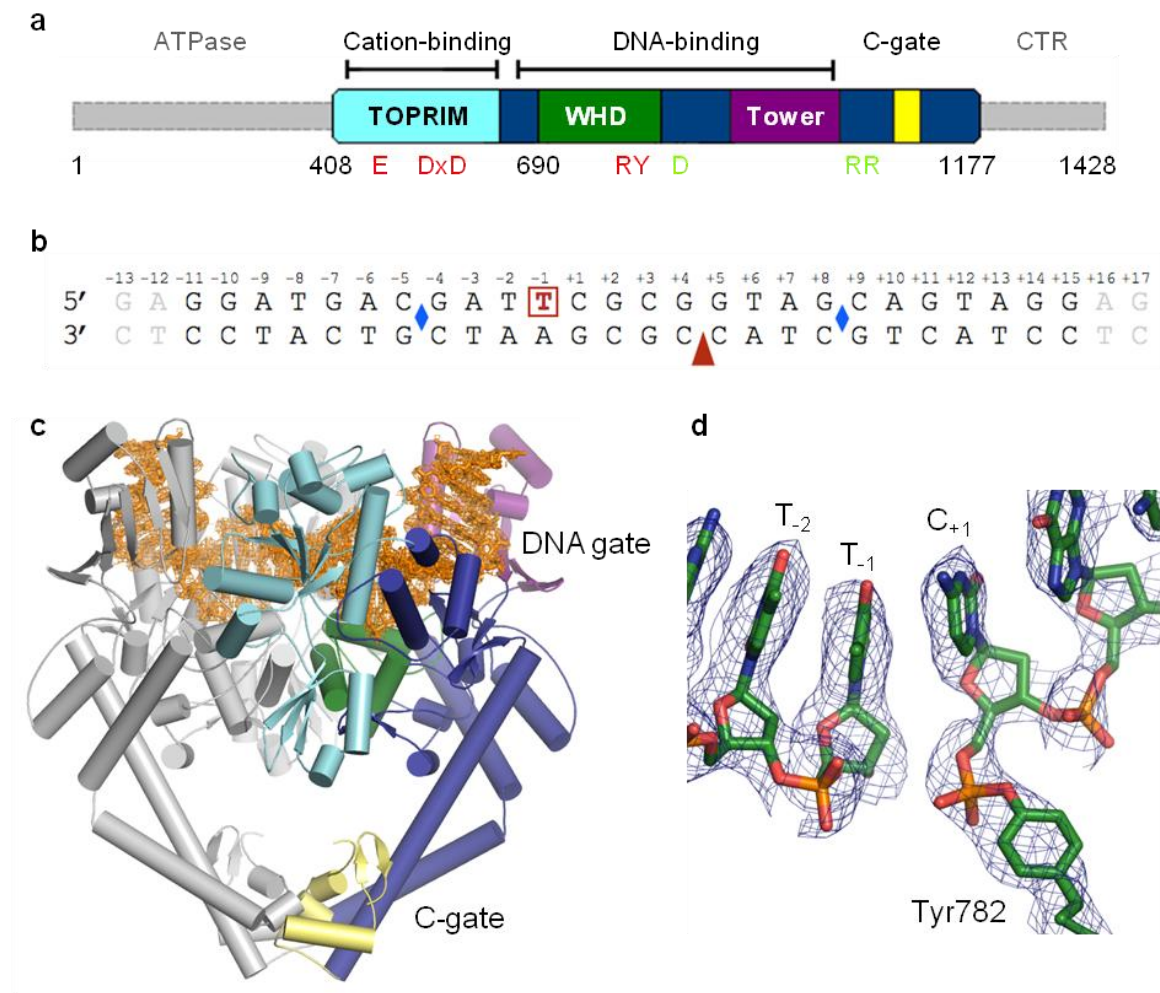 a
ATPase Cation-binding DNA-binding C-gate CTR
TOPRIM WHD Tower
1 408 E DxD 690 RY D RR 1177 1428
b
−13 −12 −11 −10 −9 −8 −7 −6 −5 −4 −3 −2 −1 +1 +2 +3 +4 +5 +6 +7 +8 +9 +10 +11 +12 +13 +14 +15 +16 +17
5′ G A G G A T G A C G A T T C G C G G T A G C A G T A G G A G
3′ C T C C T A C T G C T A A G C G C C A T C G T C A T C C T C
c
DNA gate
C-gate
d
T-2
T-1
C+1
Tyr782